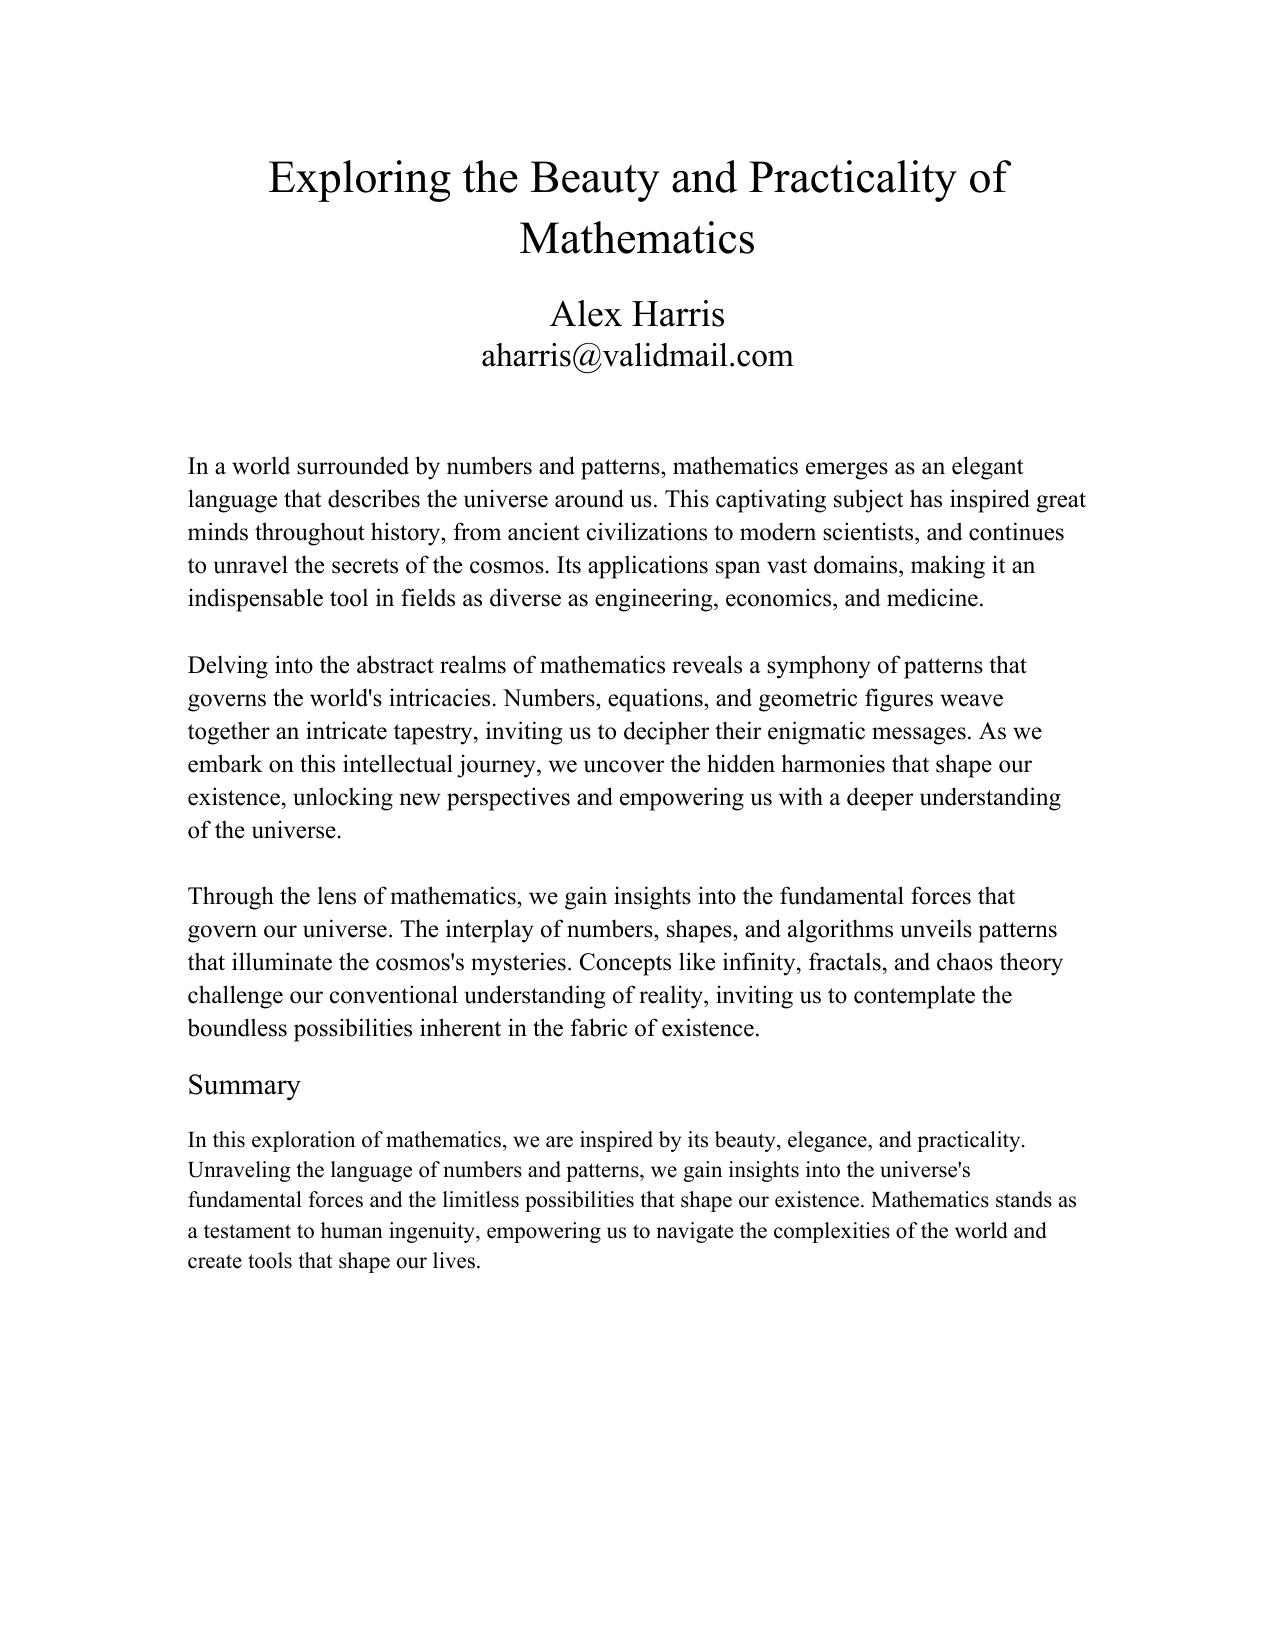 Exploring the Beauty and Practicality of
Mathematics
Alex Harris
aharris@validmail.com
In a world surrounded by numbers and patterns, mathematics emerges as an elegant
language that describes the universe around us. This captivating subject has inspired great
minds throughout history, from ancient civilizations to modern scientists, and continues
to unravel the secrets of the cosmos. Its applications span vast domains, making it an
indispensable tool in fields as diverse as engineering, economics, and medicine.
Delving into the abstract realms of mathematics reveals a symphony of patterns that
governs the world's intricacies. Numbers, equations, and geometric figures weave
together an intricate tapestry, inviting us to decipher their enigmatic messages. As we
embark on this intellectual journey, we uncover the hidden harmonies that shape our
existence, unlocking new perspectives and empowering us with a deeper understanding
of the universe.
Through the lens of mathematics, we gain insights into the fundamental forces that
govern our universe. The interplay of numbers, shapes, and algorithms unveils patterns
that illuminate the cosmos's mysteries. Concepts like infinity, fractals, and chaos theory
challenge our conventional understanding of reality, inviting us to contemplate the
boundless possibilities inherent in the fabric of existence.
Summary
In this exploration of mathematics, we are inspired by its beauty, elegance, and practicality.
Unraveling the language of numbers and patterns, we gain insights into the universe's
fundamental forces and the limitless possibilities that shape our existence. Mathematics stands as
a testament to human ingenuity, empowering us to navigate the complexities of the world and
create tools that shape our lives.